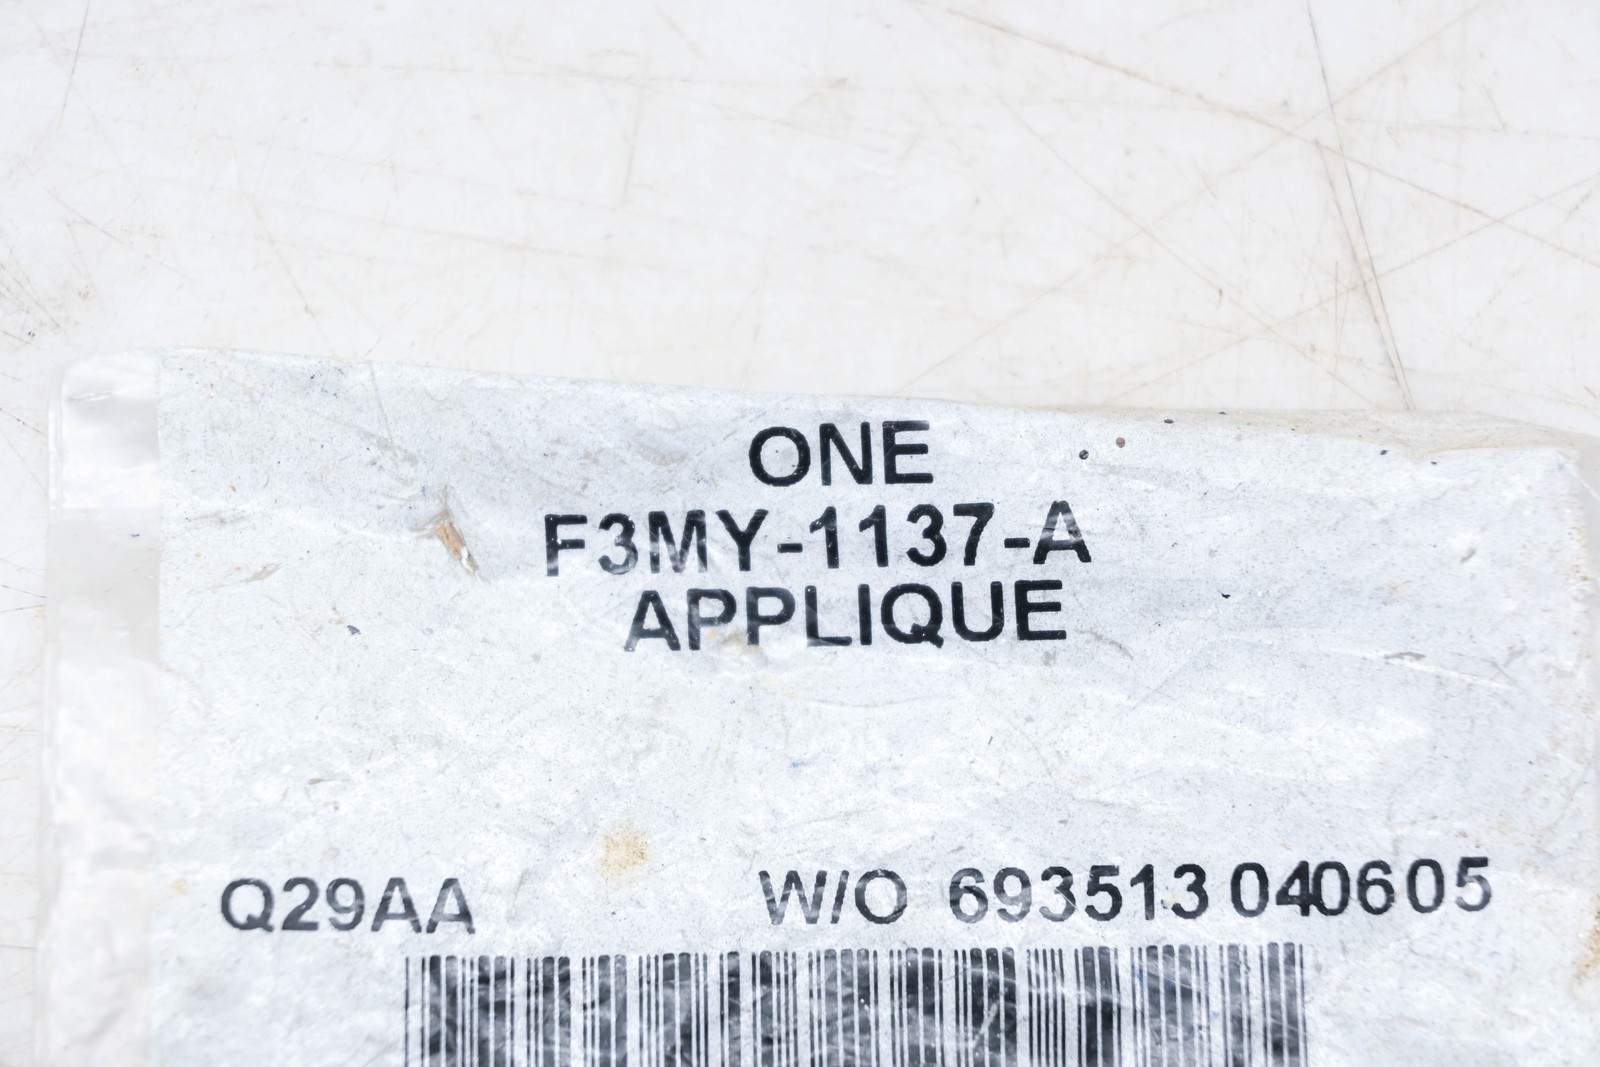 ONE
F3MY-1137-A
APPLIQUE
Q29AA W/O 693513 040605